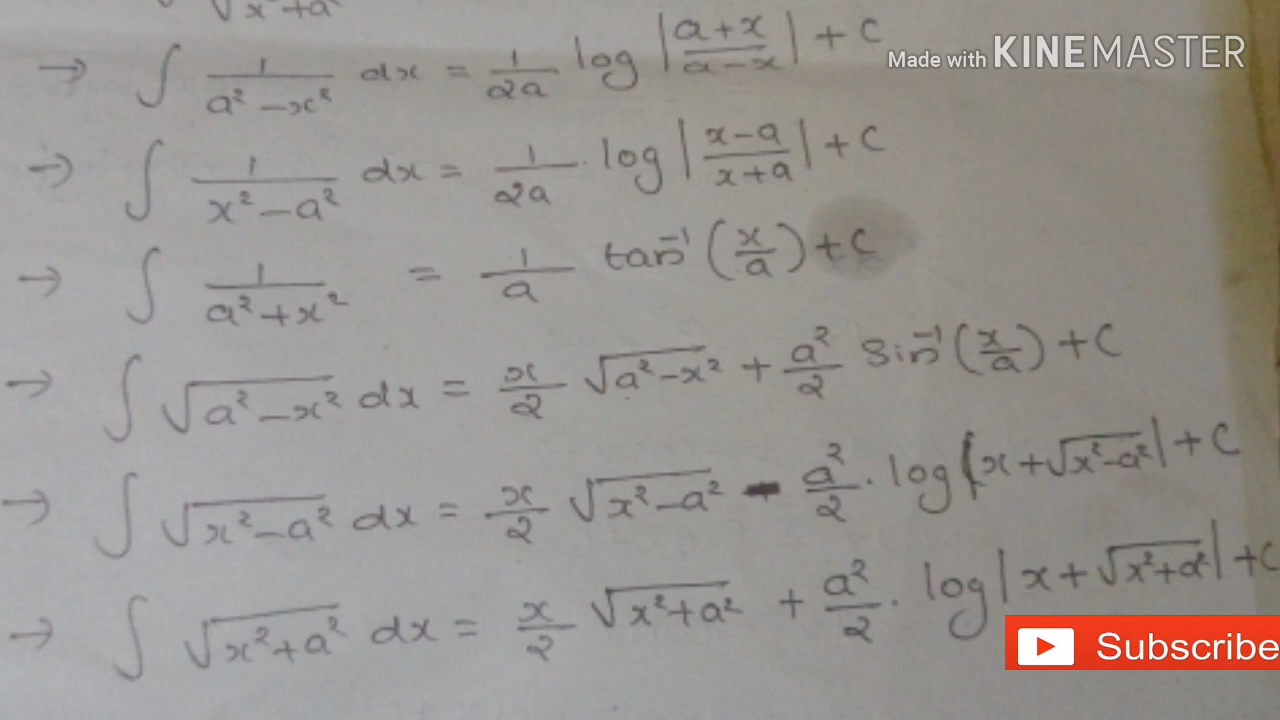 √x²+a²
→ ∫ 1/(a²-x²) dx = 1/2a log |(a+x)/(a-x)| + C
Made with KINEMASTER
→ ∫ 1/(x²-a²) dx = 1/2a . log |(x-a)/(x+a)| + C
→ ∫ 1/(a²+x²) = 1/a tan⁻¹ (x/a) + C
→ ∫ √(a²-x²) dx = x/2 √(a²-x²) + a²/2 Sin⁻¹ (x/a) + C
→ ∫ √(x²-a²) dx = x/2 √(x²-a²) - a²/2 . log |x + √(x²-a²)| + C
→ ∫ √(x²+a²) dx = x/2 √(x²+a²) + a²/2 . log | x + √(x²+a²) | + C
Subscribe